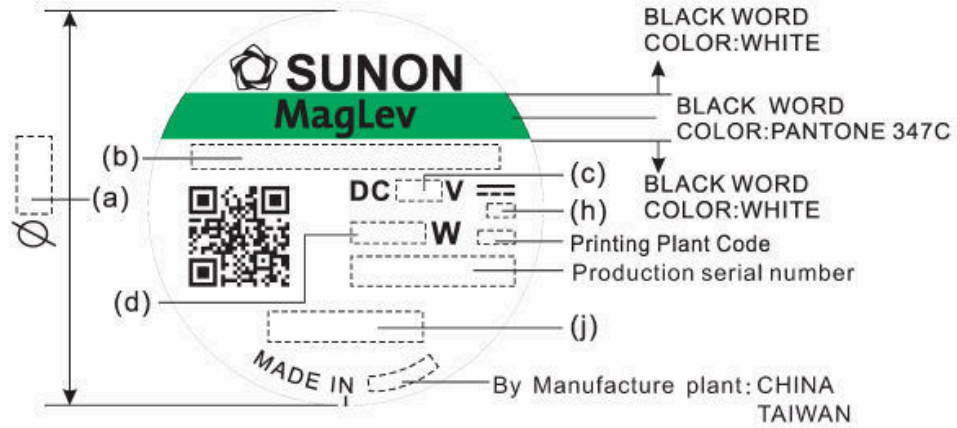 BLACK WORD
COLOR:WHITE
SUNON
MagLev
BLACK WORD
COLOR:PANTONE 347C
(b)
(a)
Ø
DC V
(c)
BLACK WORD
COLOR:WHITE
(h)
W
Printing Plant Code
Production serial number
(d)
(j)
MADE IN
By Manufacture plant: CHINA
TAIWAN